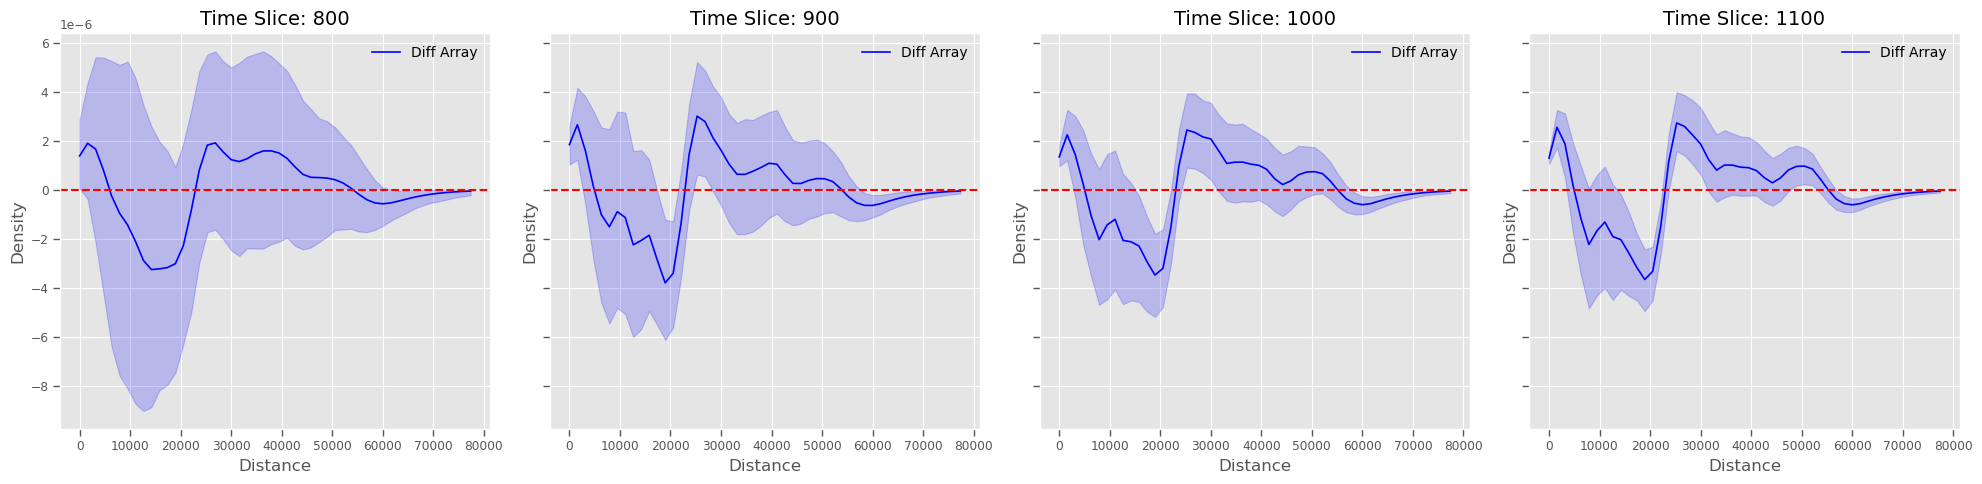 Time Slice: 800
Time Slice: 900
Time Slice: 1000
Time Slice: 1100
1e−6
Diff Array
Diff Array
Diff Array
Diff Array
6
4
2
0
−2
−4
−6
−8
Density
Density
Density
Density
0 10000 20000 30000 40000 50000 60000 70000 80000
0 10000 20000 30000 40000 50000 60000 70000 80000
0 10000 20000 30000 40000 50000 60000 70000 80000
0 10000 20000 30000 40000 50000 60000 70000 80000
Distance
Distance
Distance
Distance